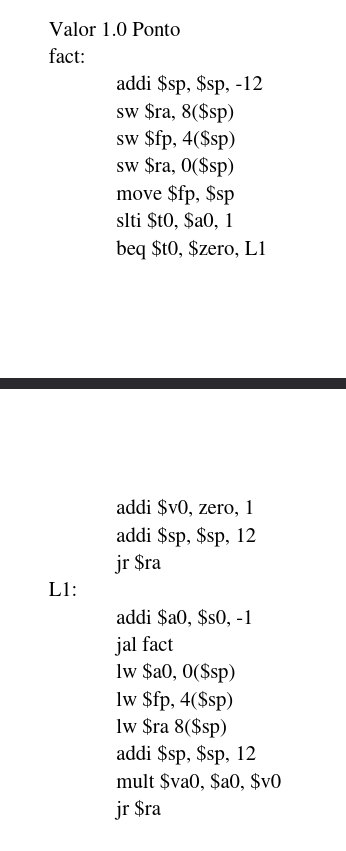 Valor 1.0 Ponto
fact:
addi $sp, $sp, -12
sw $ra, 8($sp)
sw $fp, 4($sp)
sw $ra, 0($sp)
move $fp, $sp
slti $t0, $a0, 1
beq $t0, $zero, L1
addi $v0, zero, 1
addi $sp, $sp, 12
jr $ra
L1:
addi $a0, $s0, -1
jal fact
lw $a0, 0($sp)
lw $fp, 4($sp)
lw $ra 8($sp)
addi $sp, $sp, 12
mult $va0, $a0, $v0
jr $ra